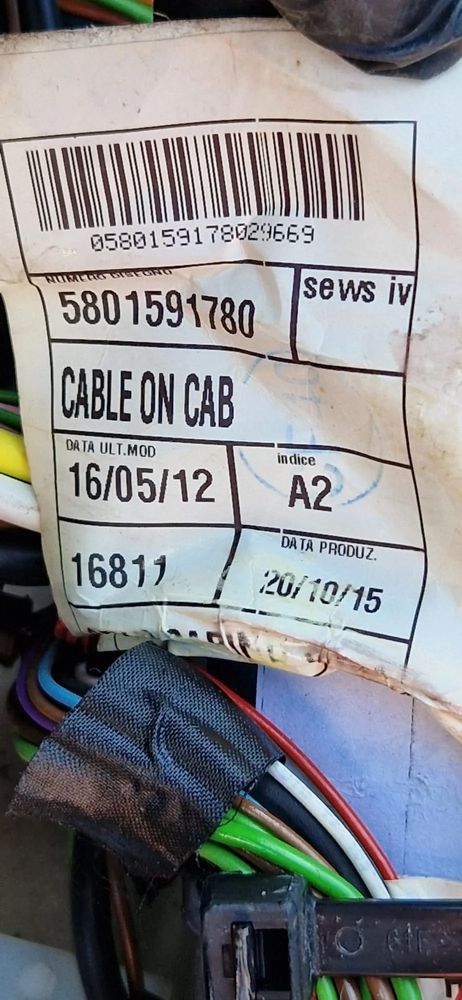 0580159178029669
NUMERO DISEGNO
5801591780
sews iv
CABLE ON CAB
DATA ULT.MOD
16/05/12
indice
A2
16811
DATA PRODUZ.
20/10/15